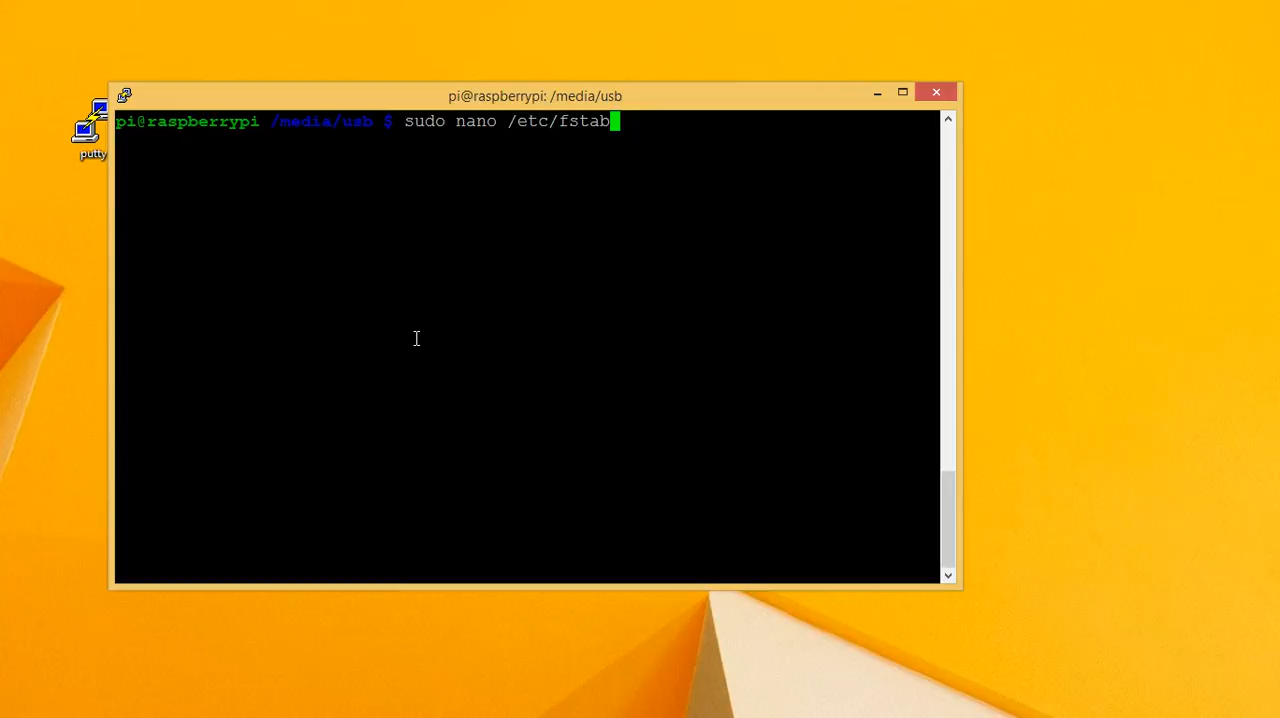 pi@raspberrypi: /media/usb
pi@raspberrypi /media/usb $ sudo nano /etc/fstab
putty